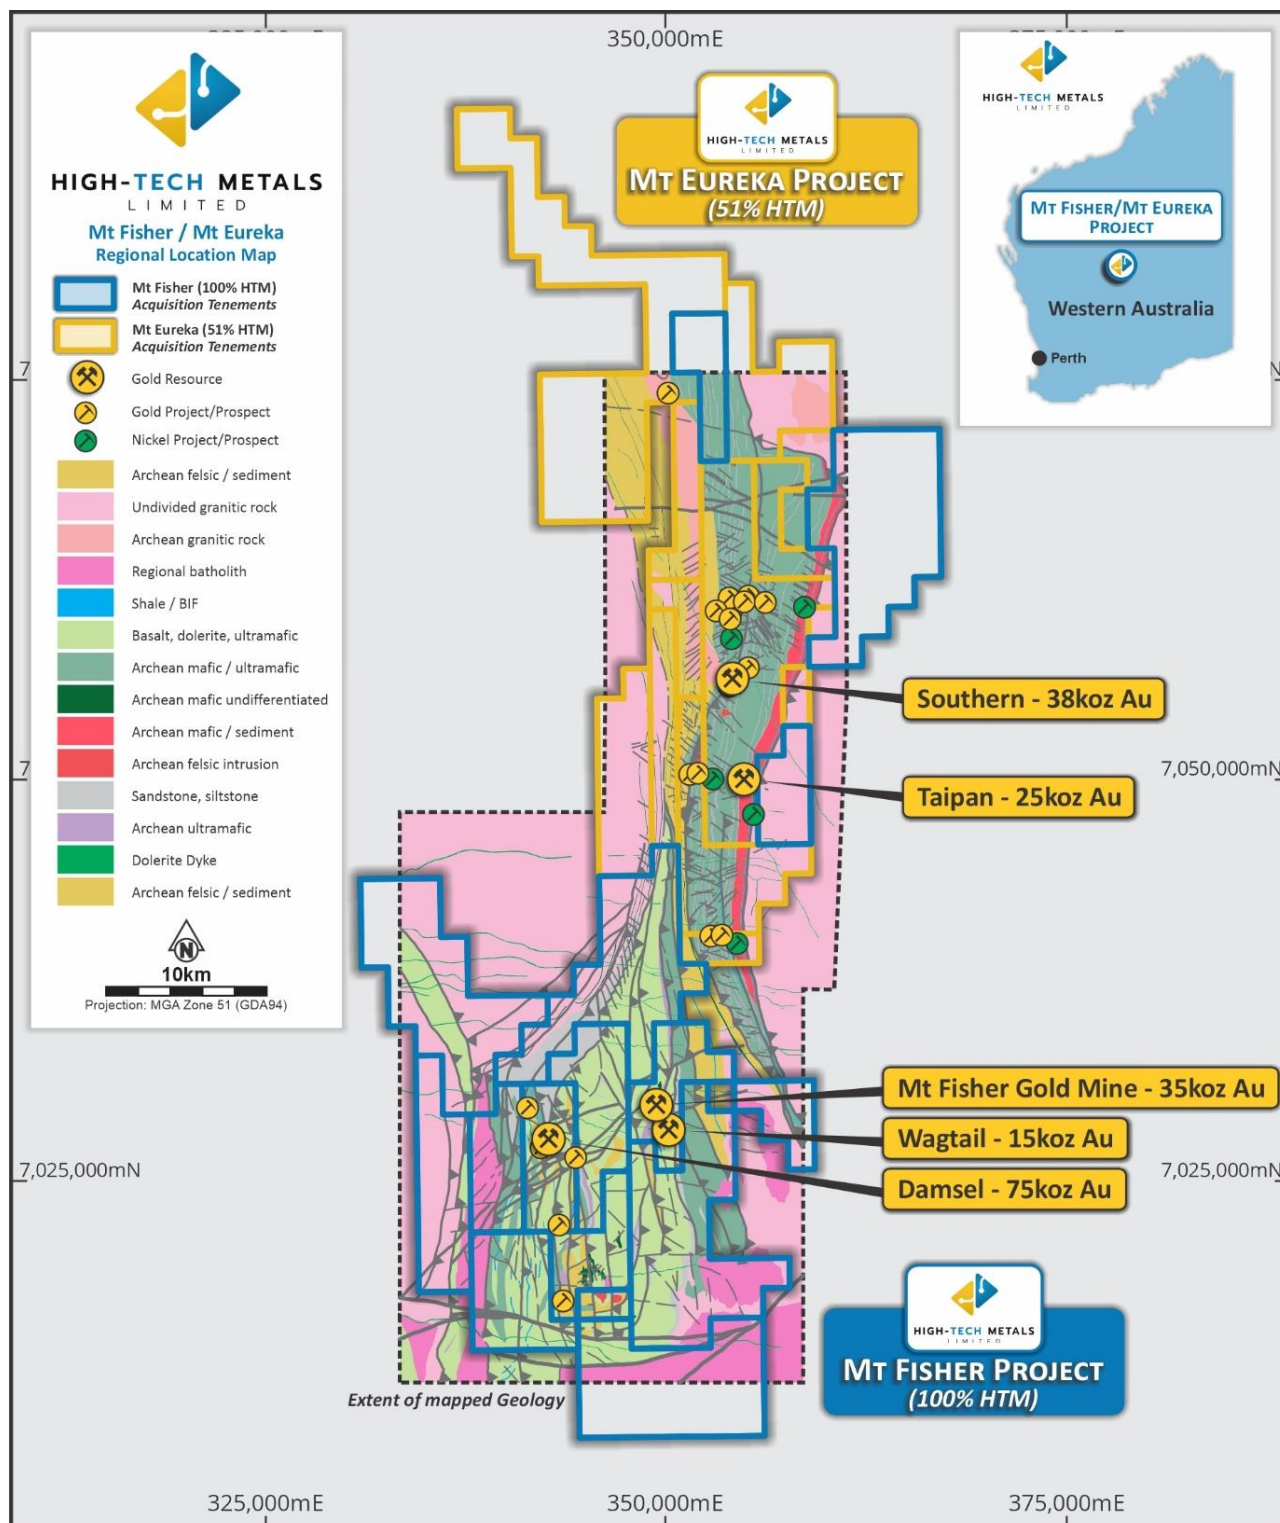 350,000mE
HIGH-TECH METALS
LIMITED
Mt Fisher / Mt Eureka
Regional Location Map
Mt Fisher (100% HTM)
Acquisition Tenements
Mt Eureka (51% HTM)
Acquisition Tenements
Gold Resource
Gold Project/Prospect
Nickel Project/Prospect
Archean felsic / sediment
Undivided granitic rock
Archean granitic rock
Regional batholith
Shale / BIF
Basalt, dolerite, ultramafic
Archean mafic / ultramafic
Archean mafic undifferentiated
Archean mafic / sediment
Archean felsic intrusion
Sandstone, siltstone
Archean ultramafic
Dolerite Dyke
Archean felsic / sediment
N
10km
Projection: MGA Zone 51 (GDA94)
HIGH-TECH METALS
LIMITED
MT EUREKA PROJECT
(51% HTM)
HIGH-TECH METALS
LIMITED
MT FISHER/MT EUREKA
PROJECT
Western Australia
Perth
Southern - 38koz Au
7,050,000mN
Taipan - 25koz Au
Mt Fisher Gold Mine - 35koz Au
Wagtail - 15koz Au
7,025,000mN
7,025,000mN
Damsel - 75koz Au
HIGH-TECH METALS
LIMITED
MT FISHER PROJECT
(100% HTM)
Extent of mapped Geology
325,000mE
350,000mE
375,000mE